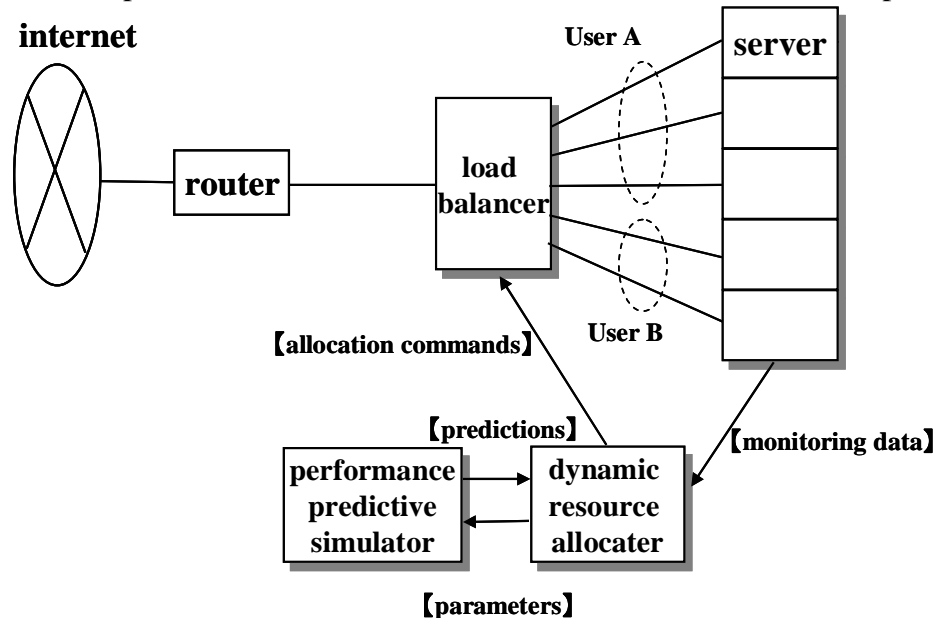 internet
User A
server
router
load
balancer
User B
【allocation commands】
【predictions】
【monitoring data】
performance
predictive
simulator
dynamic
resource
allocater
【parameters】